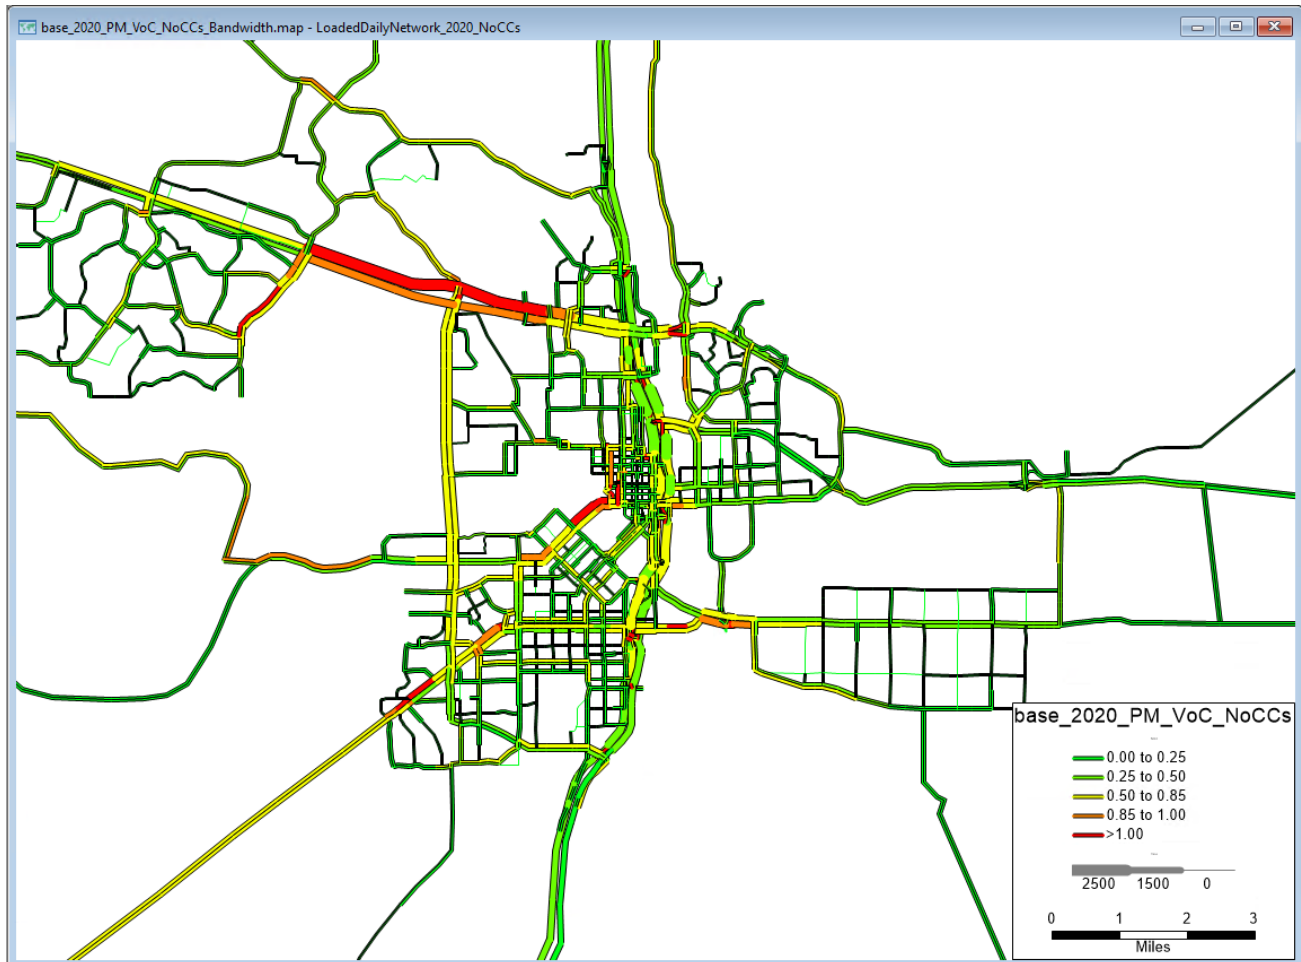 base_2020_PM_VoC_NoCCs_Bandwidth.map - LoadedDailyNetwork_2020_NoCCs
base_2020_PM_VoC_NoCCs
0.00 to 0.25
0.25 to 0.50
0.50 to 0.85
0.85 to 1.00
>1.00
2500 1500 0
0 1 2 3
Miles